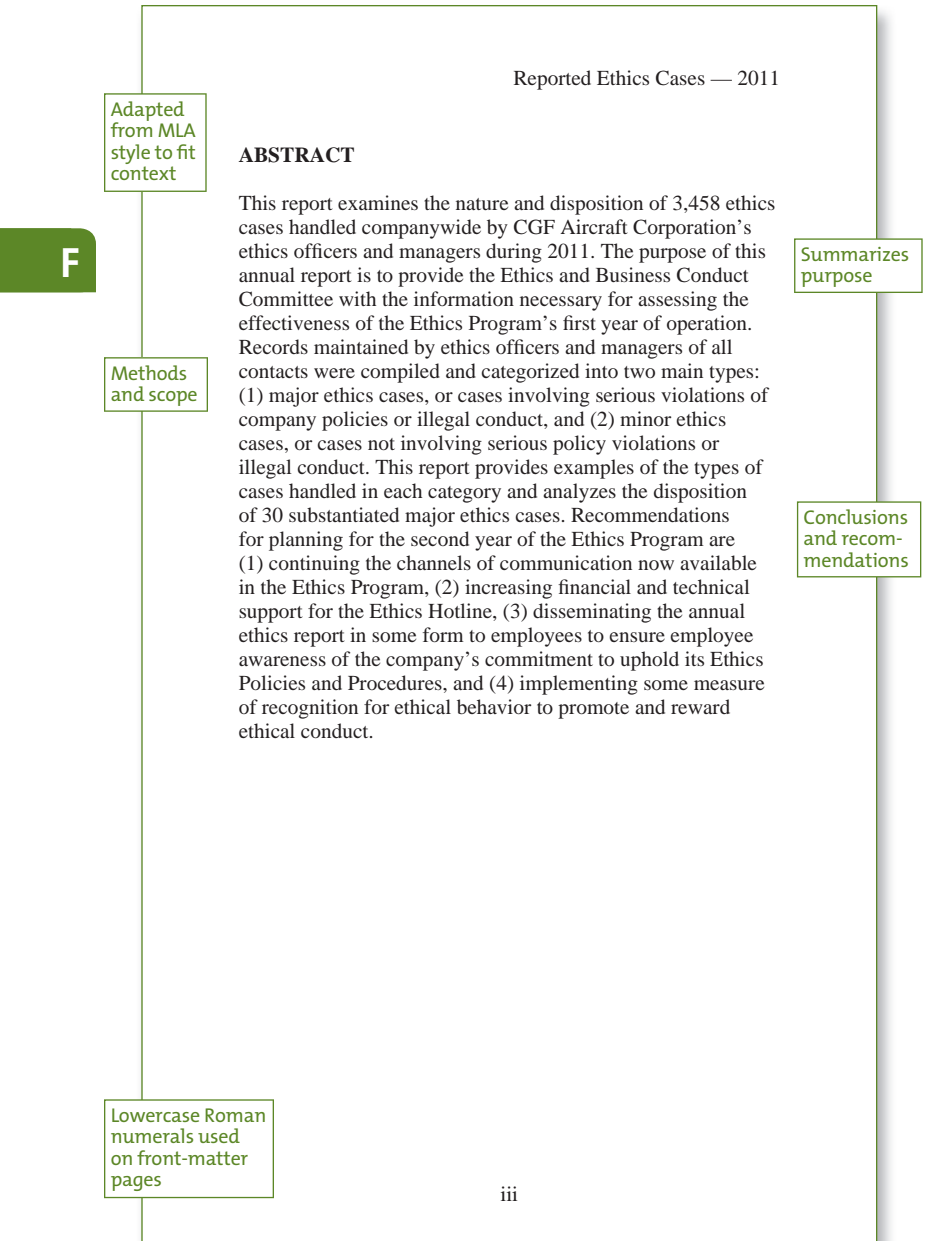 Reported Ethics Cases — 2011
Adapted
from MLA
style to fit
context
ABSTRACT
This report examines the nature and disposition of 3,458 ethics
cases handled companywide by CGF Aircraft Corporation’s
ethics officers and managers during 2011. The purpose of this
annual report is to provide the Ethics and Business Conduct
Committee with the information necessary for assessing the
effectiveness of the Ethics Program’s first year of operation.
Records maintained by ethics officers and managers of all
contacts were compiled and categorized into two main types:
(1) major ethics cases, or cases involving serious violations of
company policies or illegal conduct, and (2) minor ethics
cases, or cases not involving serious policy violations or
illegal conduct. This report provides examples of the types of
cases handled in each category and analyzes the disposition
of 30 substantiated major ethics cases. Recommendations
for planning for the second year of the Ethics Program are
(1) continuing the channels of communication now available
in the Ethics Program, (2) increasing financial and technical
support for the Ethics Hotline, (3) disseminating the annual
ethics report in some form to employees to ensure employee
awareness of the company’s commitment to uphold its Ethics
Policies and Procedures, and (4) implementing some measure
of recognition for ethical behavior to promote and reward
ethical conduct.
F
Summarizes
purpose
Methods
and scope
Conclusions
and recom-
mendations
Lowercase Roman
numerals used
on front-matter
pages
iii